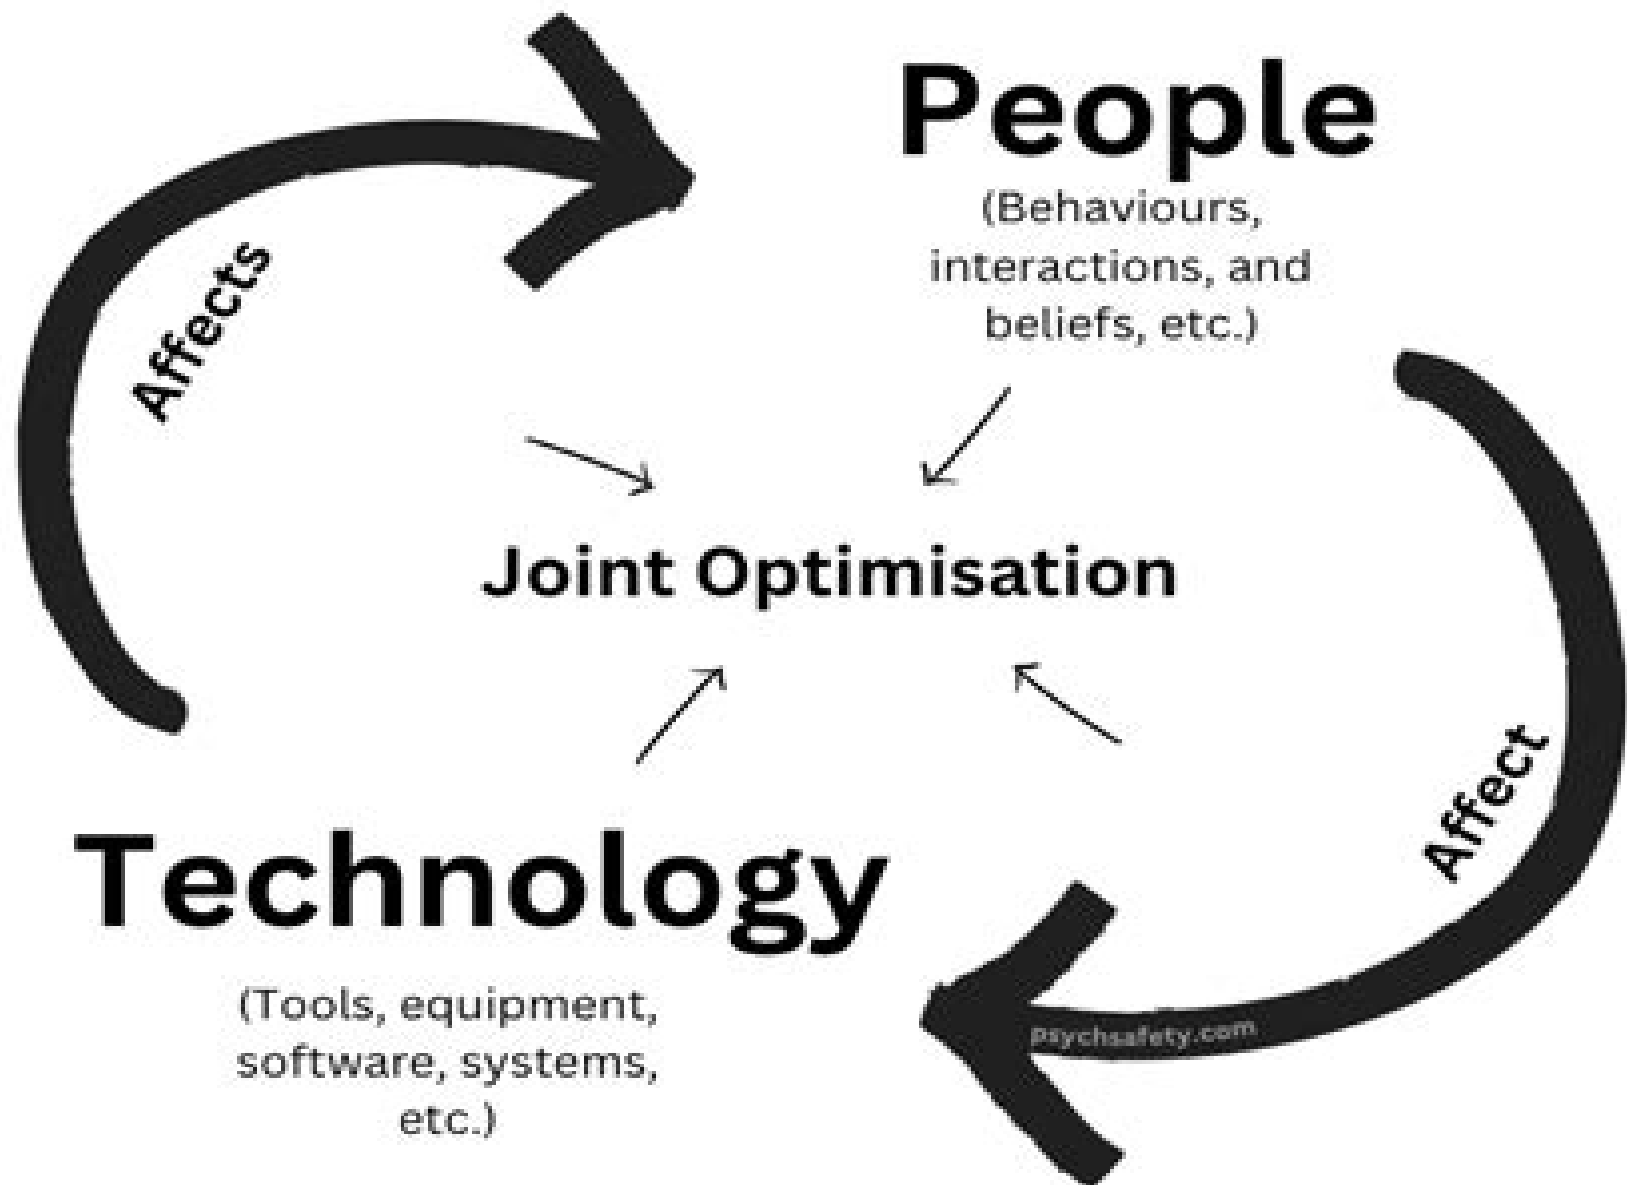 People
(Behaviours,
interactions, and
beliefs, etc.)
Affects
Joint Optimisation
Affect
Technology
(Tools, equipment,
software, systems,
etc.)
psychsafety.com